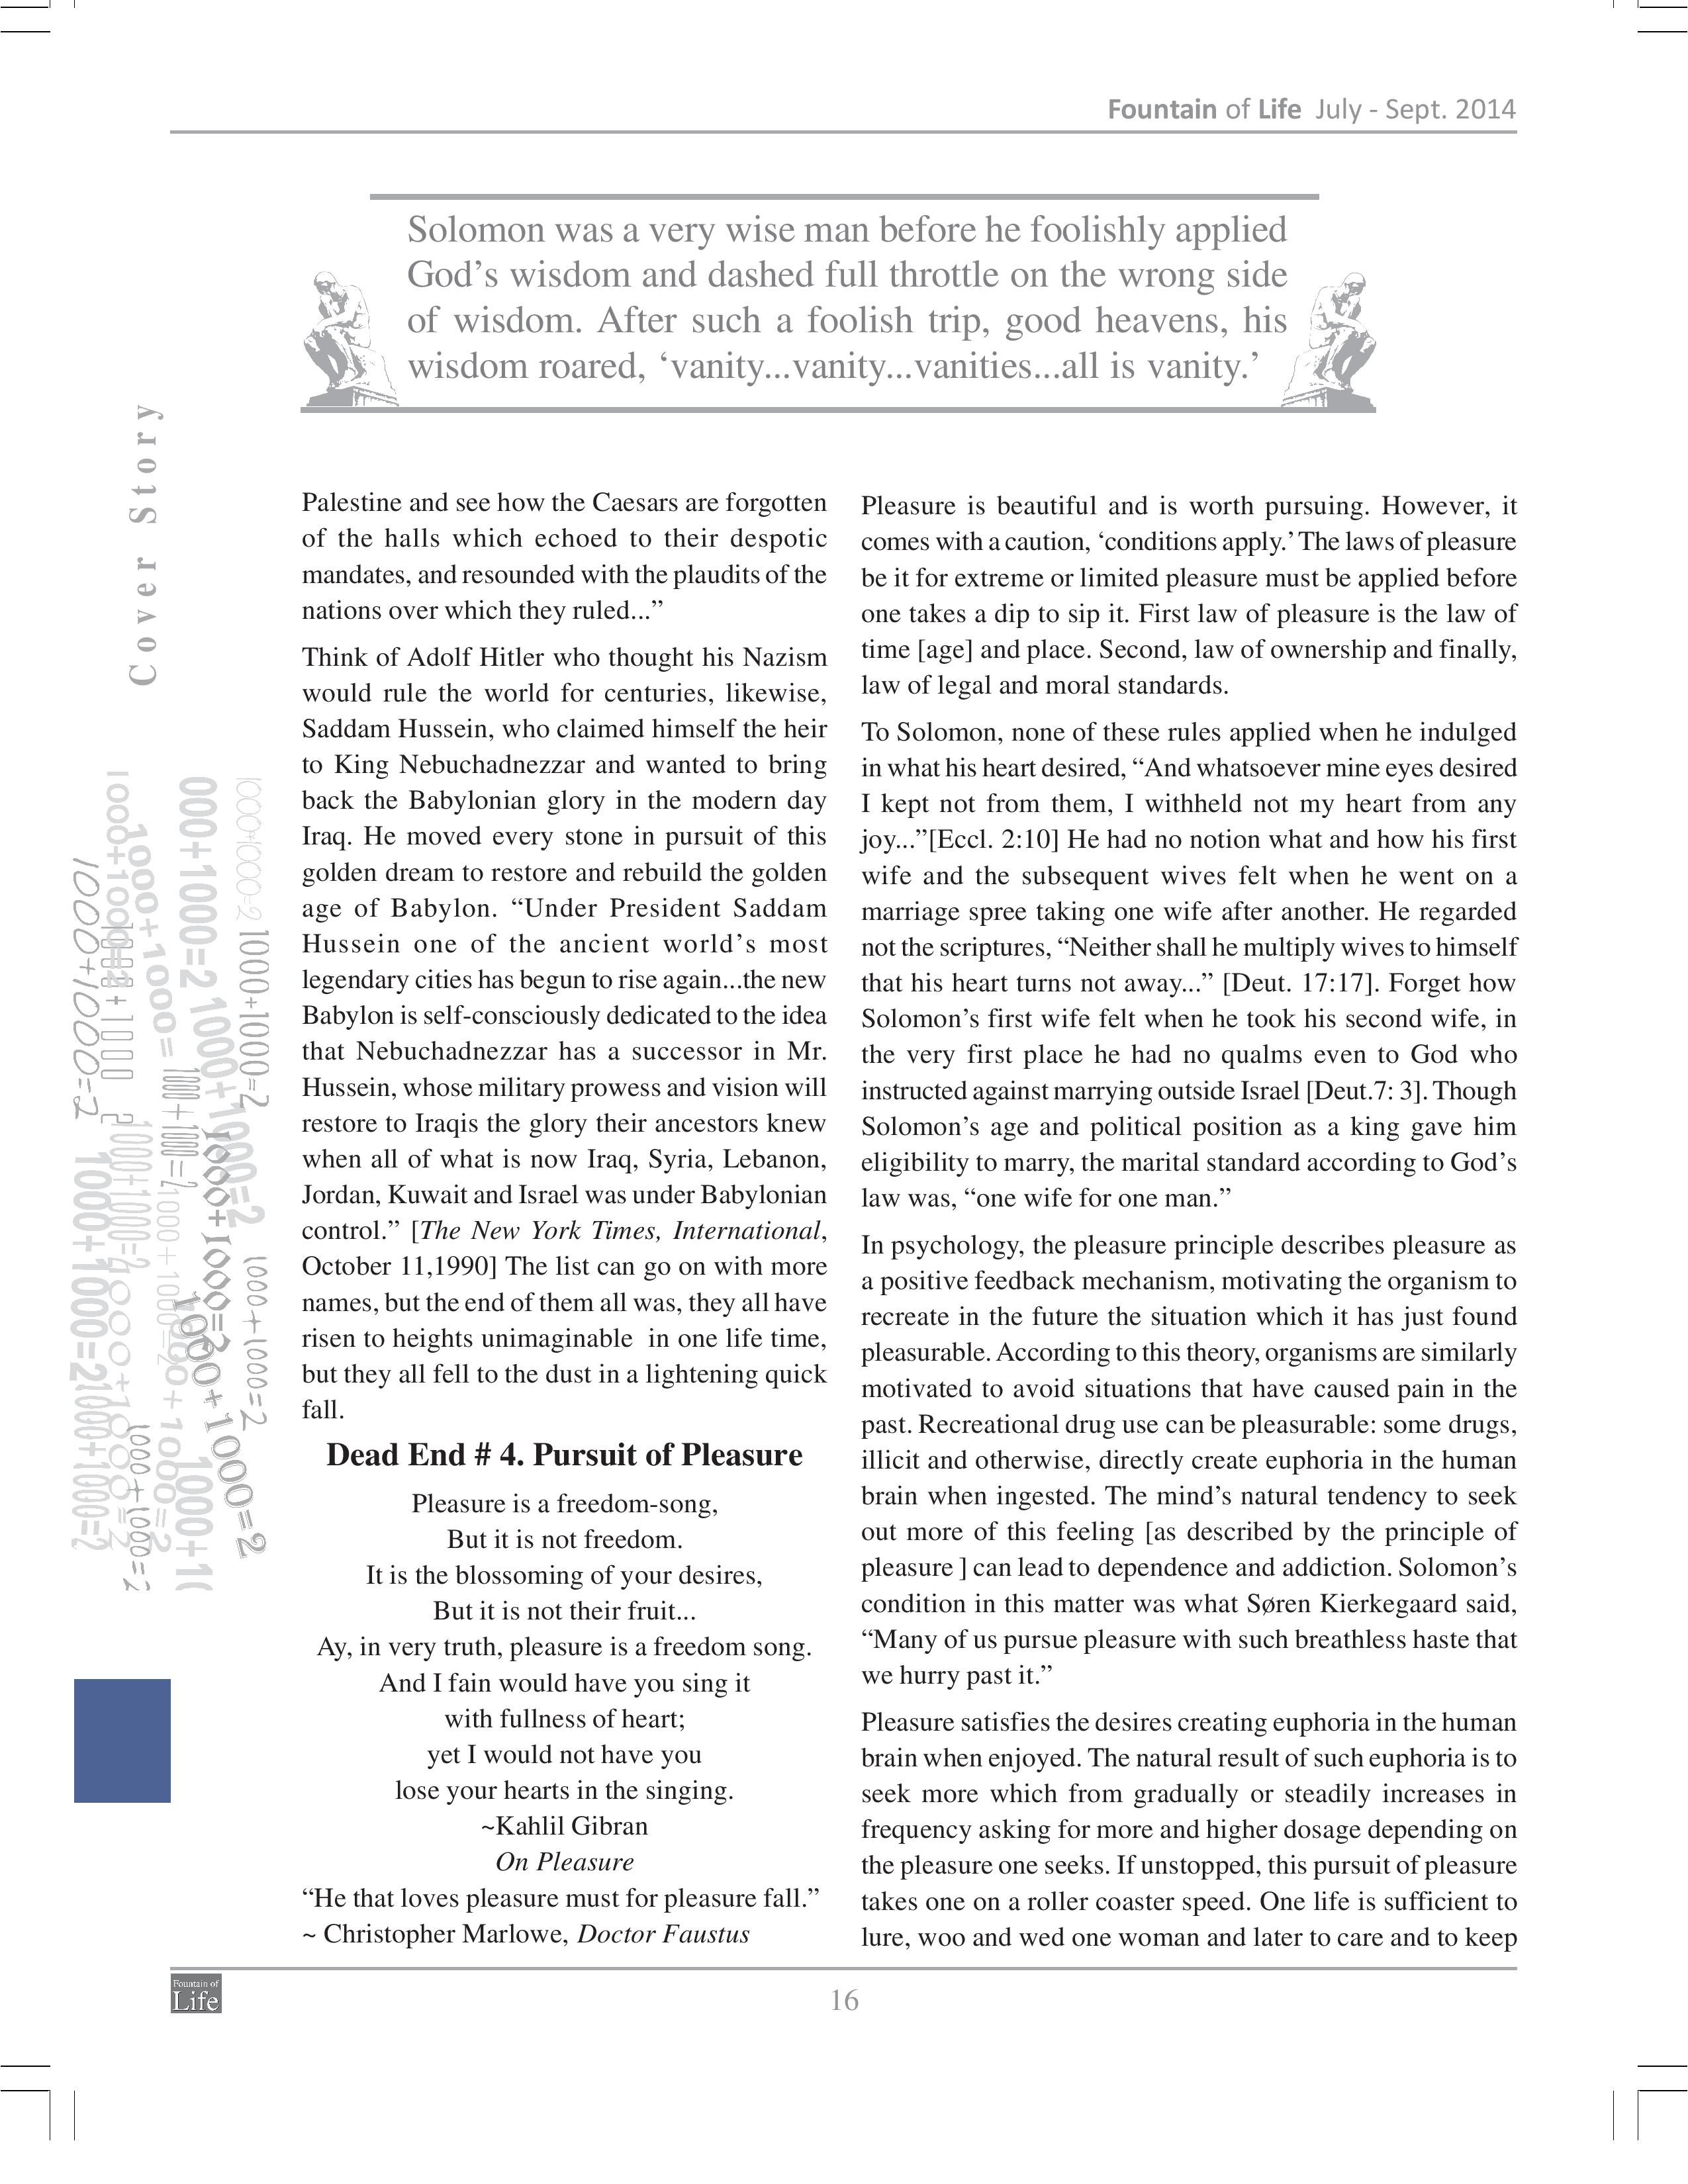 Fountain of Life July - Sept. 2014
Solomon was a very wise man before he foolishly applied
God’s wisdom and dashed full throttle on the wrong side
of wisdom. After such a foolish trip, good heavens, his
wisdom roared, ‘vanity...vanity...vanities...all is vanity.’
Cover Story
Palestine and see how the Caesars are forgotten
of the halls which echoed to their despotic
mandates, and resounded with the plaudits of the
nations over which they ruled...”
Think of Adolf Hitler who thought his Nazism
would rule the world for centuries, likewise,
Saddam Hussein, who claimed himself the heir
to King Nebuchadnezzar and wanted to bring
back the Babylonian glory in the modern day
Iraq. He moved every stone in pursuit of this
golden dream to restore and rebuild the golden
age of Babylon. “Under President Saddam
Hussein one of the ancient world’s most
legendary cities has begun to rise again...the new
Babylon is self-consciously dedicated to the idea
that Nebuchadnezzar has a successor in Mr.
Hussein, whose military prowess and vision will
restore to Iraqis the glory their ancestors knew
when all of what is now Iraq, Syria, Lebanon,
Jordan, Kuwait and Israel was under Babylonian
control.” [The New York Times, International,
October 11,1990] The list can go on with more
names, but the end of them all was, they all have
risen to heights unimaginable in one life time,
but they all fell to the dust in a lightening quick
fall.
Dead End # 4. Pursuit of Pleasure
Pleasure is a freedom-song,
But it is not freedom.
It is the blossoming of your desires,
But it is not their fruit...
Ay, in very truth, pleasure is a freedom song.
And I fain would have you sing it
with fullness of heart;
yet I would not have you
lose your hearts in the singing.
~Kahlil Gibran
On Pleasure
“He that loves pleasure must for pleasure fall.”
~ Christopher Marlowe, Doctor Faustus
Pleasure is beautiful and is worth pursuing. However, it
comes with a caution, ‘conditions apply.’ The laws of pleasure
be it for extreme or limited pleasure must be applied before
one takes a dip to sip it. First law of pleasure is the law of
time [age] and place. Second, law of ownership and finally,
law of legal and moral standards.
To Solomon, none of these rules applied when he indulged
in what his heart desired, “And whatsoever mine eyes desired
I kept not from them, I withheld not my heart from any
joy...”[Eccl. 2:10] He had no notion what and how his first
wife and the subsequent wives felt when he went on a
marriage spree taking one wife after another. He regarded
not the scriptures, “Neither shall he multiply wives to himself
that his heart turns not away...” [Deut. 17:17]. Forget how
Solomon’s first wife felt when he took his second wife, in
the very first place he had no qualms even to God who
instructed against marrying outside Israel [Deut.7: 3]. Though
Solomon’s age and political position as a king gave him
eligibility to marry, the marital standard according to God’s
law was, “one wife for one man.”
In psychology, the pleasure principle describes pleasure as
a positive feedback mechanism, motivating the organism to
recreate in the future the situation which it has just found
pleasurable. According to this theory, organisms are similarly
motivated to avoid situations that have caused pain in the
past. Recreational drug use can be pleasurable: some drugs,
illicit and otherwise, directly create euphoria in the human
brain when ingested. The mind’s natural tendency to seek
out more of this feeling [as described by the principle of
pleasure ] can lead to dependence and addiction. Solomon’s
condition in this matter was what Søren Kierkegaard said,
“Many of us pursue pleasure with such breathless haste that
we hurry past it.”
Pleasure satisfies the desires creating euphoria in the human
brain when enjoyed. The natural result of such euphoria is to
seek more which from gradually or steadily increases in
frequency asking for more and higher dosage depending on
the pleasure one seeks. If unstopped, this pursuit of pleasure
takes one on a roller coaster speed. One life is sufficient to
lure, woo and wed one woman and later to care and to keep
1000+1000=2
1000+1000=2
1000+1000=2
1000+1000=2
1000+1000=2
1000+1000=2
Fountain of
Life
16